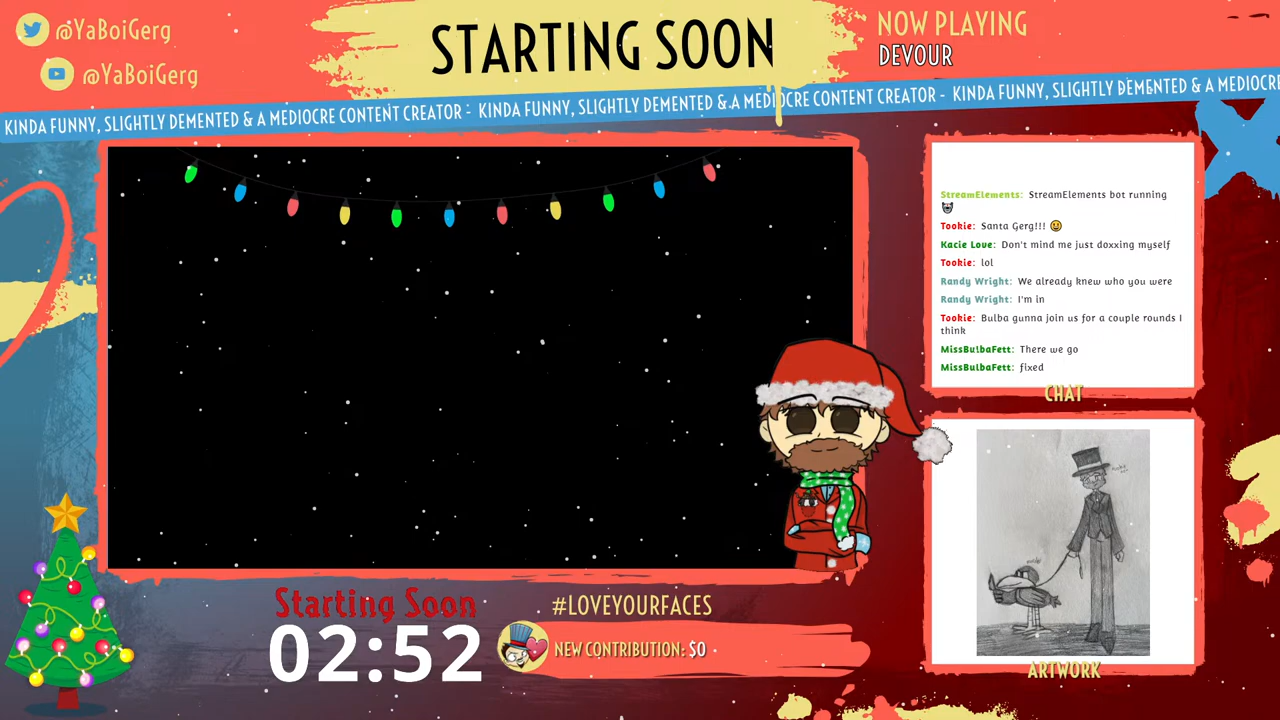 @YaBoiGerg
@YaBoiGerg
STARTING SOON
NOW PLAYING
DEVOUR
KINDA FUNNY, SLIGHTLY DEMENTED & A MEDIOCRE CONTENT CREATOR - KINDA FUNNY, SLIGHTLY DEMENTED & A MEDIOCRE CONTENT CREATOR - KINDA FUNNY, SLIGHTLY DEMENTED & A MEDIOCRE
StreamElements: StreamElements bot running
Tookie: Santa Gerg!!!
Kacie Love: Don't mind me just doxxing myself
Tookie: lol
Randy Wright: We already knew who you were
Randy Wright: I'm in
Tookie: Bulba gunna join us for a couple rounds I
think
MissBulbaFett: There we go
MissBulbaFett: fixed
CHAT
ARTWORK
Starting Soon
02:52
#LOVEYOURFACES
NEW CONTRIBUTION: $0